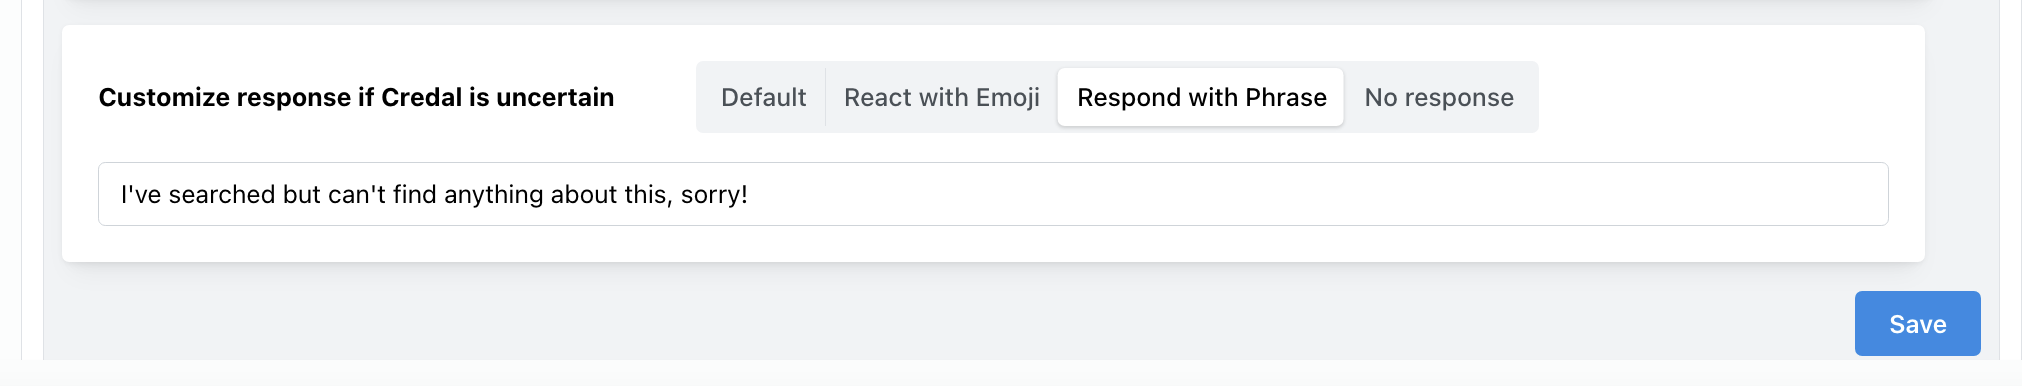 Customize response if Credal is uncertain
Default React with Emoji Respond with Phrase No response
I've searched but can't find anything about this, sorry!
Save